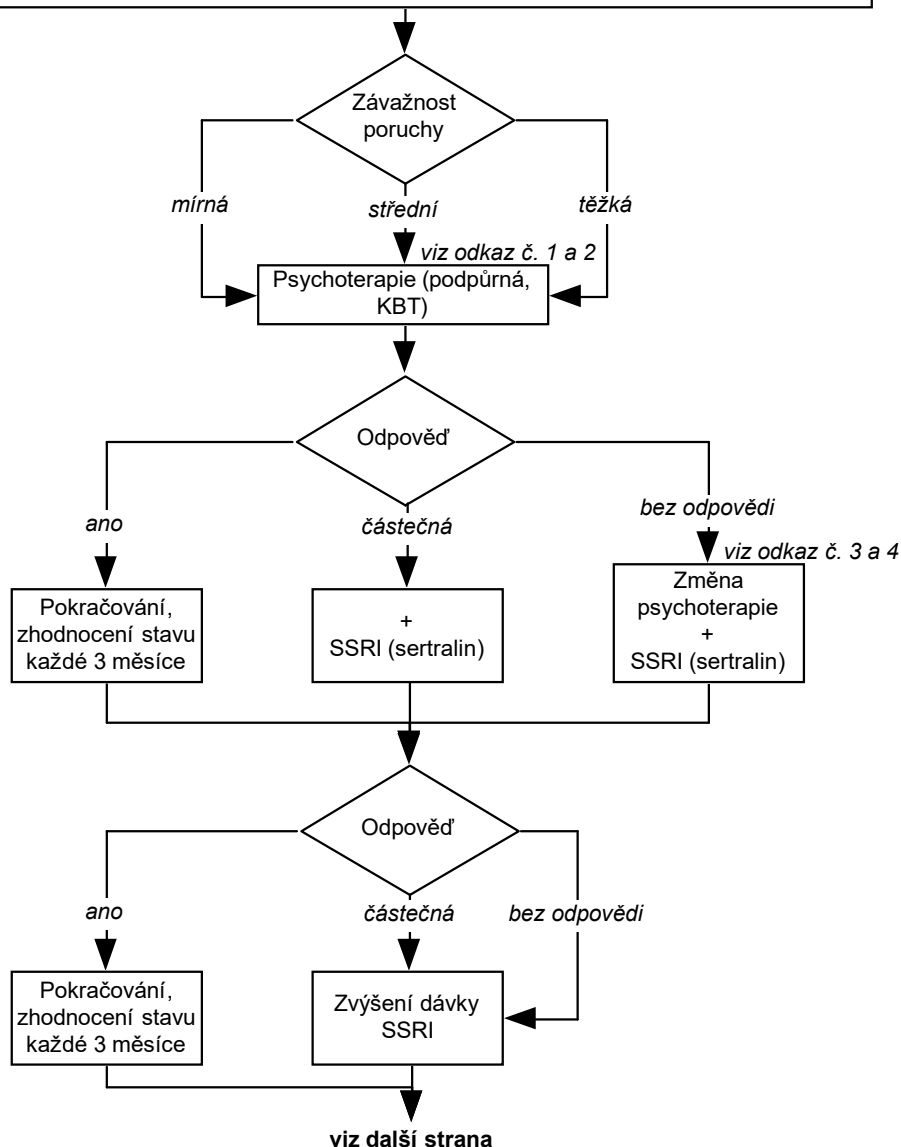 Závažnost
poruchy
mírná
střední
těžká
viz odkaz č. 1 a 2
Psychoterapie (podpůrná,
KBT)
Odpověď
ano
částečná
bez odpovědi
viz odkaz č. 3 a 4
Pokračování,
zhodnocení stavu
každé 3 měsíce
+
SSRI (sertralin)
Změna
psychoterapie
+
SSRI (sertralin)
Odpověď
ano
částečná
bez odpovědi
Pokračování,
zhodnocení stavu
každé 3 měsíce
Zvýšení dávky
SSRI
viz další strana